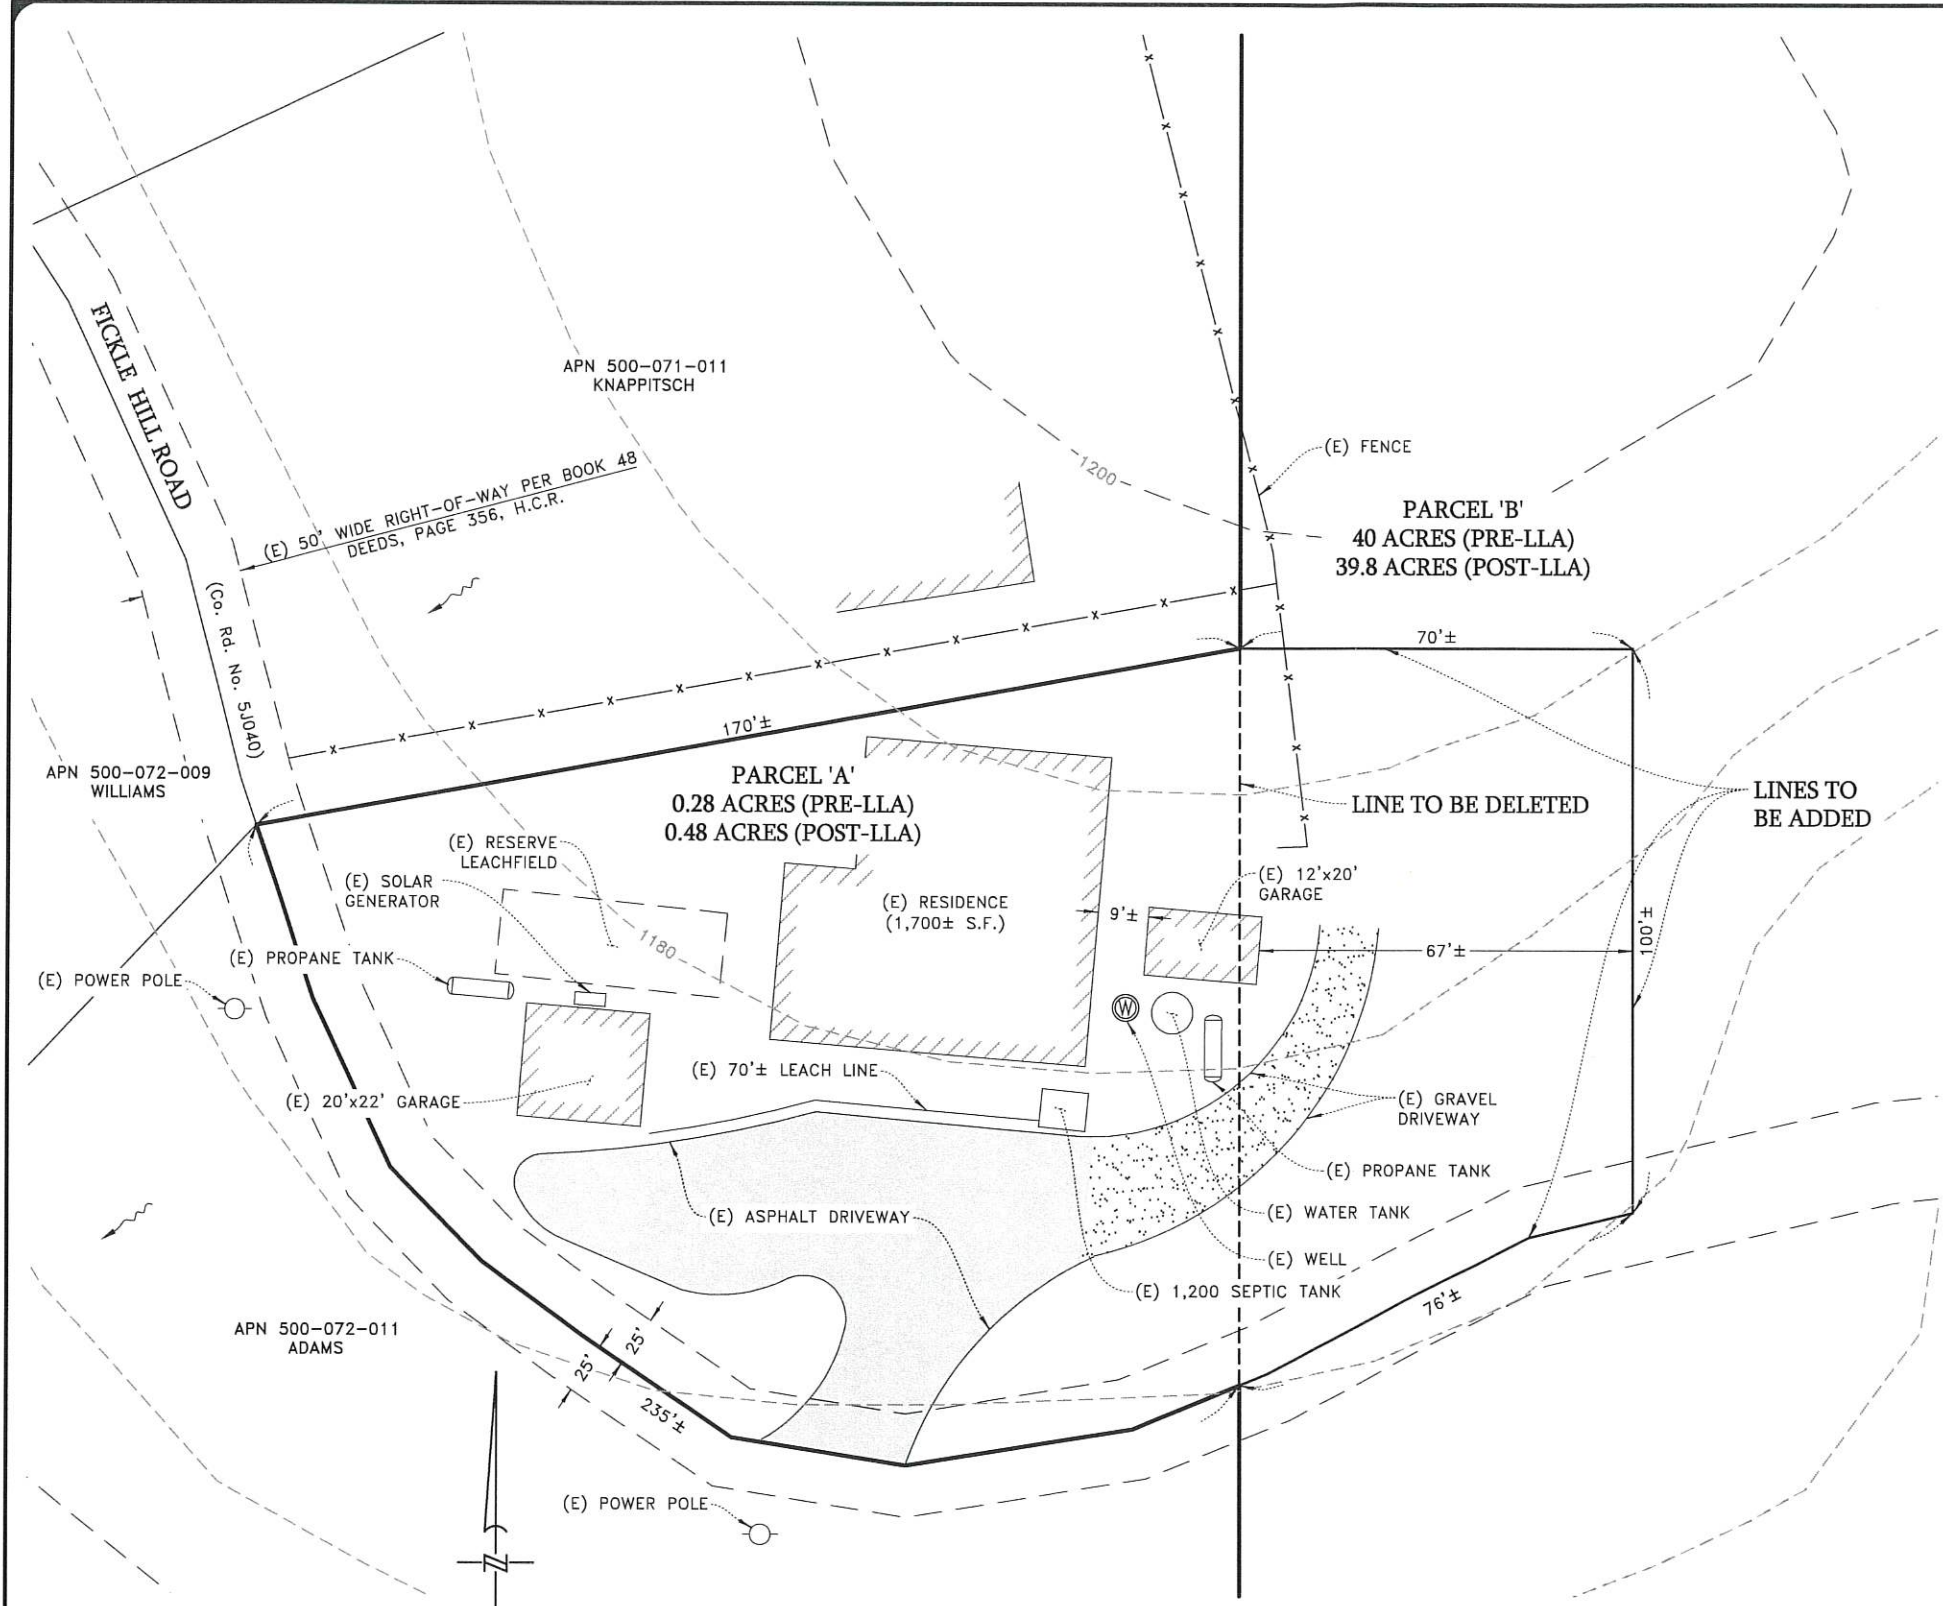 FICKLE HILL ROAD
(Co. Rd. No. 5J040)
APN 500-071-011
KNAPPITSCH
(E) 50' WIDE RIGHT-OF-WAY PER BOOK 48
DEEDS, PAGE 356, H.C.R.
1200
(E) FENCE
PARCEL 'B'
40 ACRES (PRE-LLA)
39.8 ACRES (POST-LLA)
70'±
170'±
APN 500-072-009
WILLIAMS
PARCEL 'A'
0.28 ACRES (PRE-LLA)
0.48 ACRES (POST-LLA)
LINE TO BE DELETED
LINES TO
BE ADDED
(E) RESERVE
LEACHFIELD
(E) SOLAR
GENERATOR
(E) RESIDENCE
(1,700± S.F.)
9'±
(E) 12'x20'
GARAGE
67'±
100'±
1180
(E) PROPANE TANK
(E) POWER POLE
W
(E) 70'± LEACH LINE
(E) 20'x22' GARAGE
(E) GRAVEL
DRIVEWAY
(E) PROPANE TANK
(E) ASPHALT DRIVEWAY
(E) WATER TANK
(E) WELL
(E) 1,200 SEPTIC TANK
76'±
APN 500-072-011
ADAMS
25'
25'
235'±
(E) POWER POLE
N